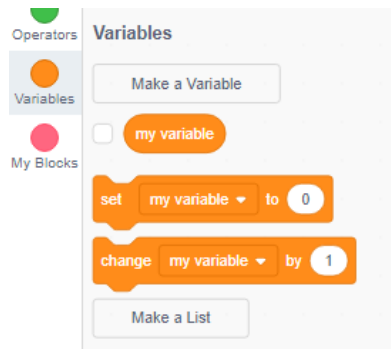 Operators
Variables
My Blocks
Variables
Make a Variable
my variable
set my variable to 0
change my variable by 1
Make a List